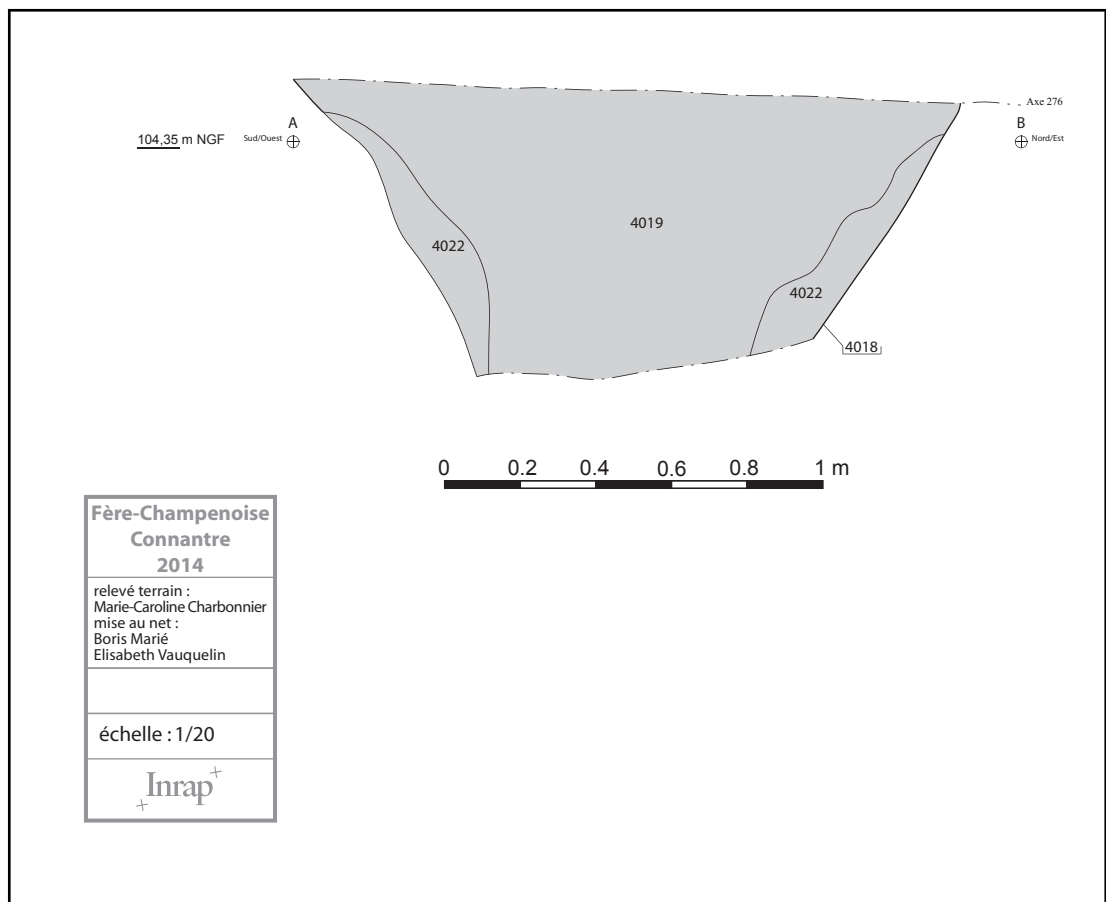 Axe 276
A
B
104,35 m NGF
Sud/Ouest
Nord/Est
4019
4022
4022
4018
0 0.2 0.4 0.6 0.8 1 m
Fère-Champenoise
Connantre
2014
relevé terrain :
Marie-Caroline Charbonnier
mise au net :
Boris Marié
Elisabeth Vauquelin
échelle : 1/20
Inrap